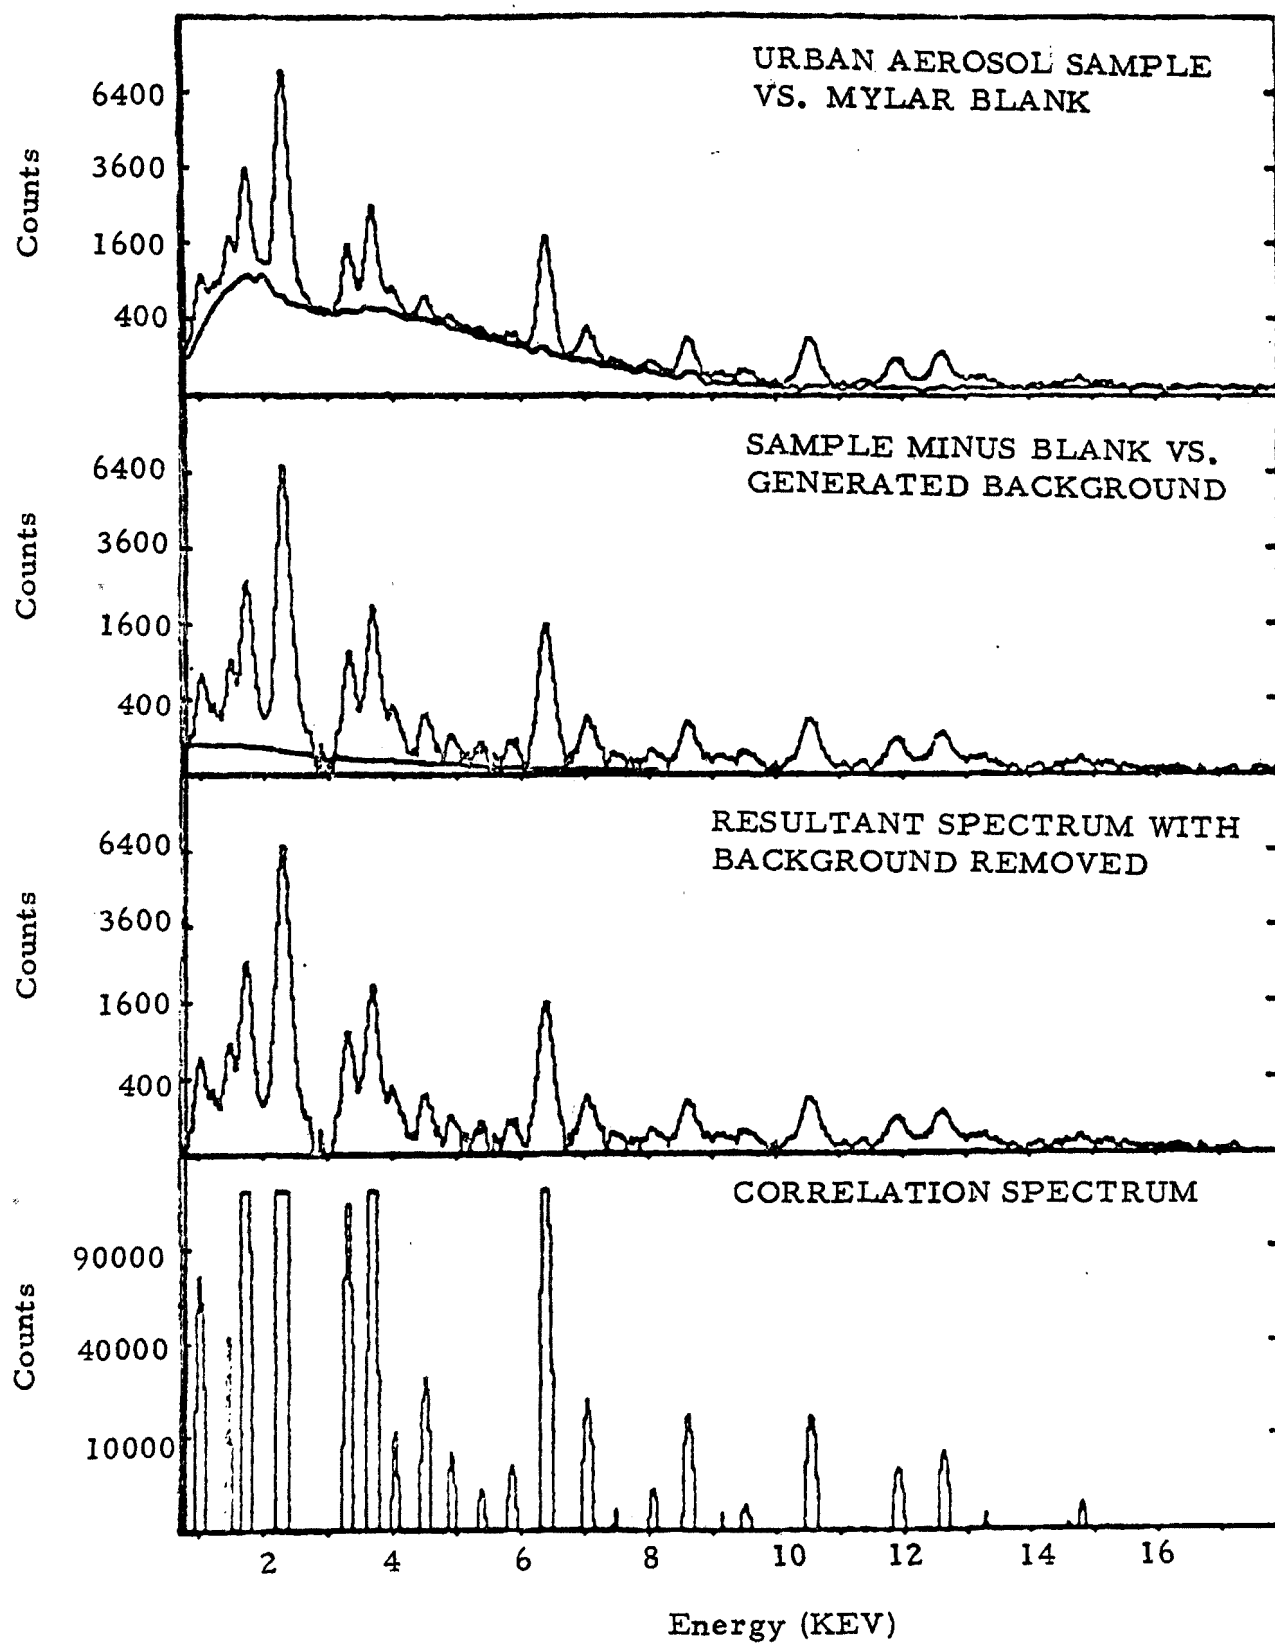 URBAN AEROSOL SAMPLE
VS. MYLAR BLANK
Counts
6400
3600
1600
400
SAMPLE MINUS BLANK VS.
GENERATED BACKGROUND
Counts
6400
3600
1600
400
RESULTANT SPECTRUM WITH
BACKGROUND REMOVED
Counts
6400
3600
1600
400
CORRELATION SPECTRUM
Counts
90000
40000
10000
2 4 6 8 10 12 14 16
Energy (KEV)